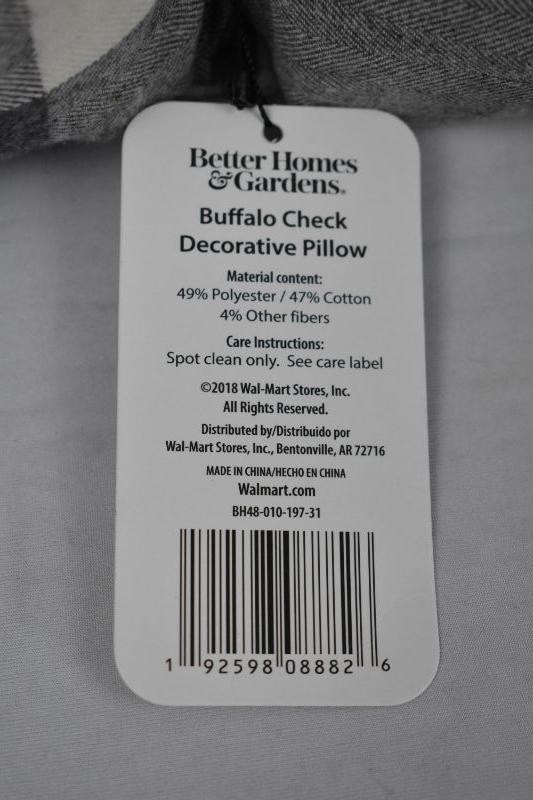 Better Homes
& Gardens®
Buffalo Check
Decorative Pillow
Material content:
49% Polyester / 47% Cotton
4% Other fibers
Care Instructions:
Spot clean only. See care label
©2018 Wal-Mart Stores, Inc.
All Rights Reserved.
Distributed by/Distribuido por
Wal-Mart Stores, Inc., Bentonville, AR 72716
MADE IN CHINA/HECHO EN CHINA
Walmart.com
BH48-010-197-31
1 92598 08882 6